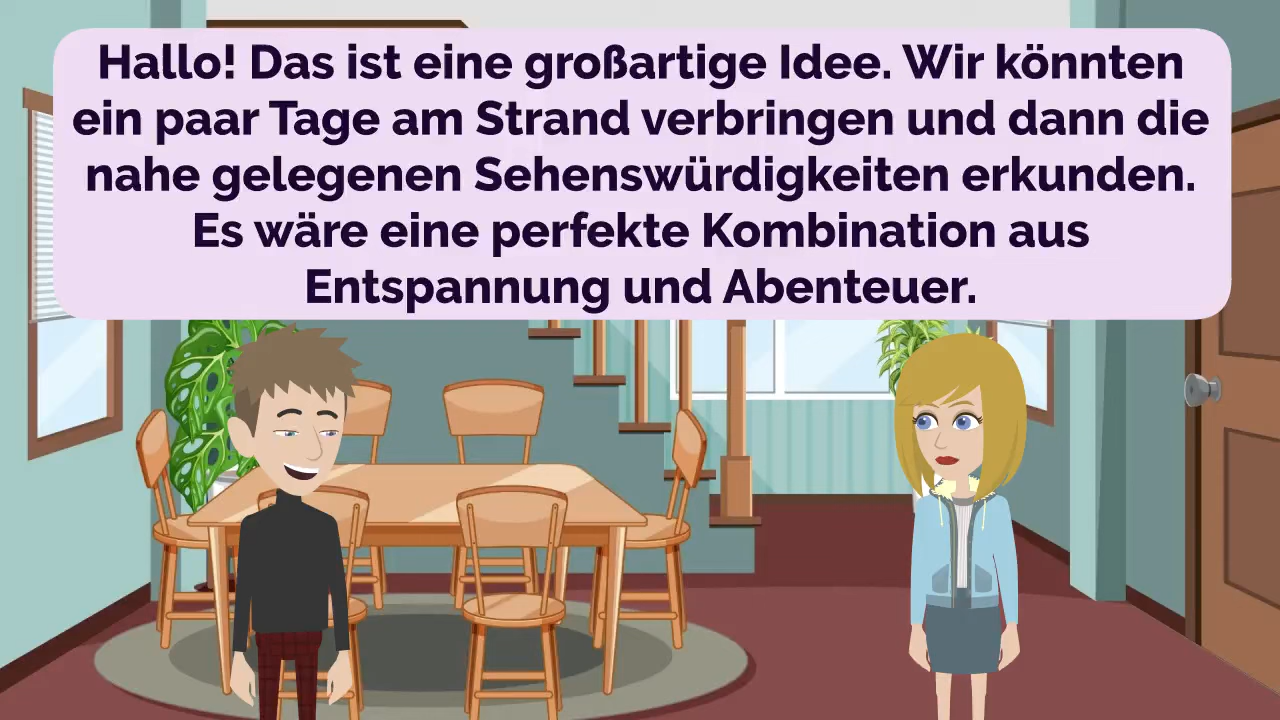 Hallo! Das ist eine großartige Idee. Wir könnten
ein paar Tage am Strand verbringen und dann die
nahe gelegenen Sehenswürdigkeiten erkunden.
Es wäre eine perfekte Kombination aus
Entspannung und Abenteuer.